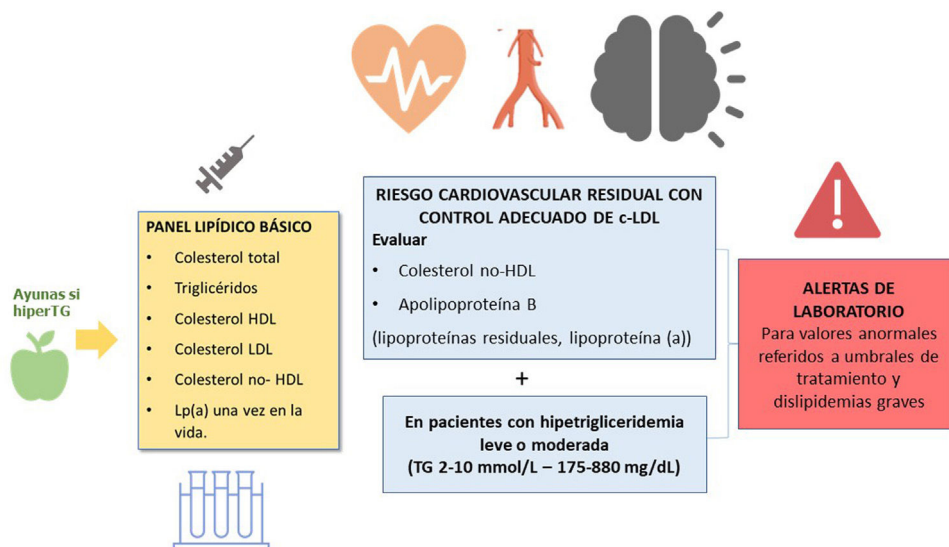 Ayunas si
hiperTG
PANEL LIPÍDICO BÁSICO
• Colesterol total
• Triglicéridos
• Colesterol HDL
• Colesterol LDL
• Colesterol no- HDL
• Lp(a) una vez en la
vida.
RIESGO CARDIOVASCULAR RESIDUAL CON
CONTROL ADECUADO DE c-LDL
Evaluar
• Colesterol no-HDL
• Apolipoproteína B
(lipoproteínas residuales, lipoproteína (a))
+
En pacientes con hipetrigliceridemia
leve o moderada
(TG 2-10 mmol/L – 175-880 mg/dL)
ALERTAS DE
LABORATORIO
Para valores anormales
referidos a umbrales de
tratamiento y
dislipidemias graves